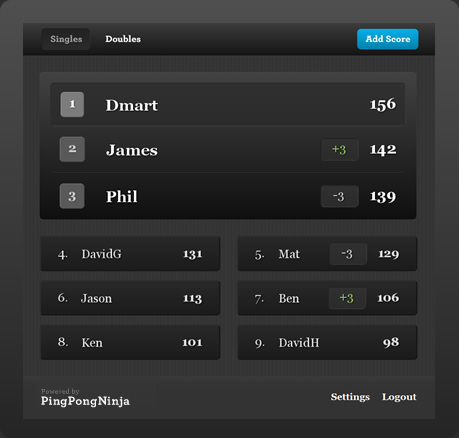 Singles Doubles Add Score
1 Dmart 156
2 James +3 142
3 Phil -3 139
4. DavidG 131
5. Mat -3 129
6. Jason 113
7. Ben +3 106
8. Ken 101
9. DavidH 98
Powered by
PingPongNinja
Settings Logout